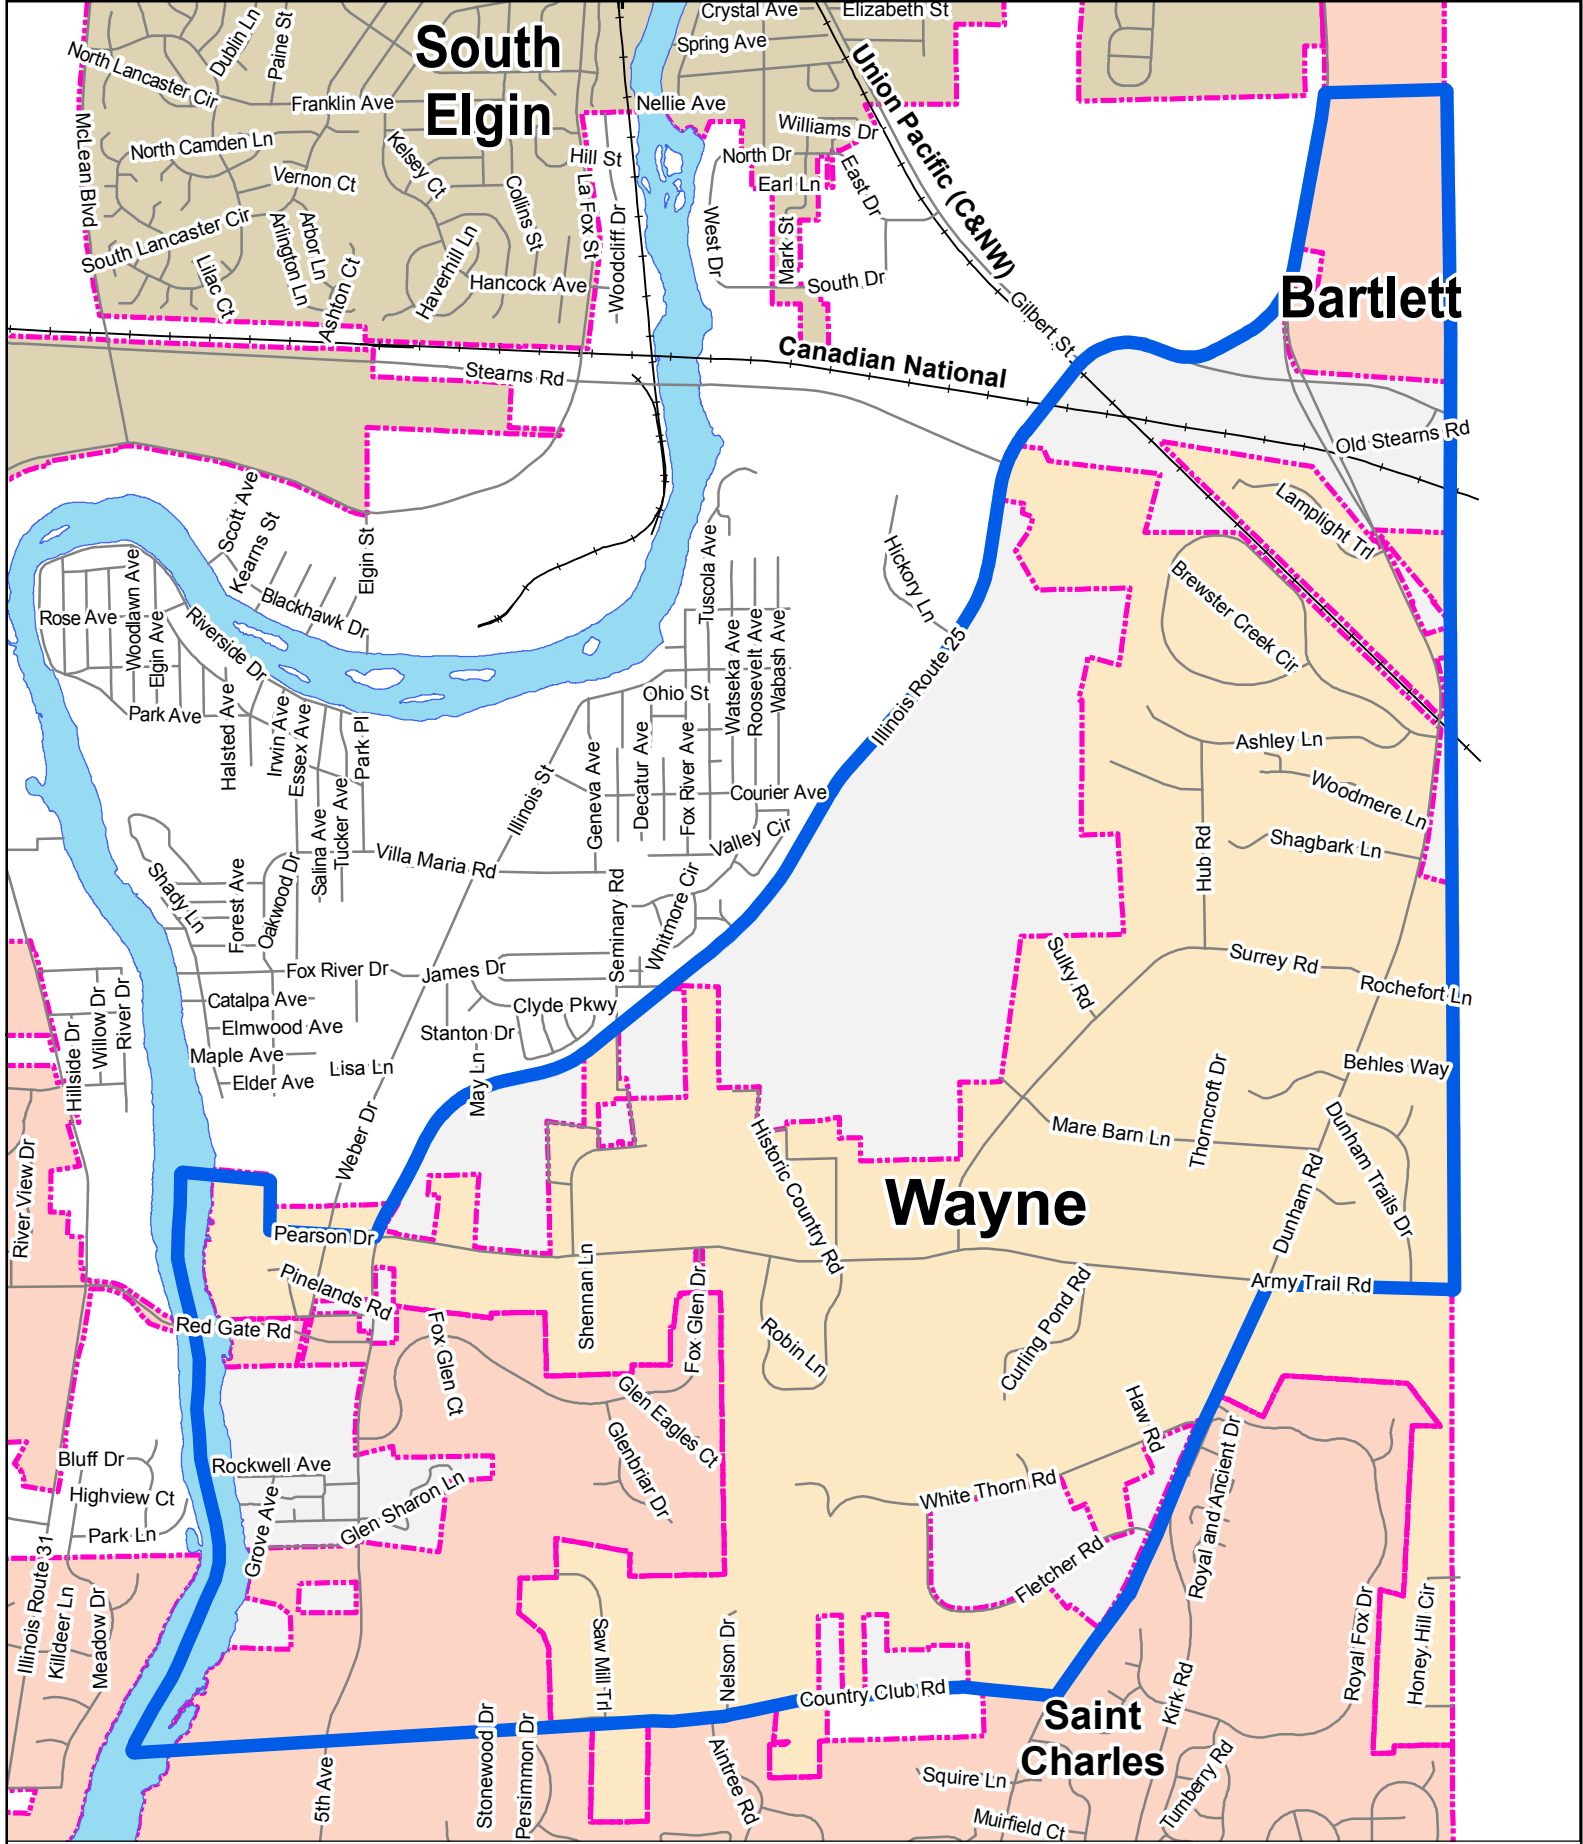 Crystal Ave
Elizabeth St
Dublin Ln
Paine St
South
Elgin
Spring Ave
North Lancaster Cir
Union Pacific (C&NW)
Franklin Ave
Nellie Ave
McLean Blvd
North Camden Ln
Kelsey Ct
Williams Dr
Hill St
North Dr
East Dr
Vernon Ct
Collins St
La Fox St
Earl Ln
South Lancaster Cir
Arlington Ln
Arbor Ln
Woodcliff Dr
West Dr
Mark St
Lilac Ct
Ashton Ct
Haverhill Ln
Hancock Ave
South Dr
Bartlett
Gilbert St
Canadian National
Stearns Rd
Old Stearns Rd
Scott Ave
Kearns St
Elgin St
Lamplight Trl
Tuscola Ave
Hickory Ln
Brewster Creek Cir
Rose Ave
Woodlawn Ave
Elgin Ave
Riverside Dr
Blackhawk Dr
Watseka Ave
Roosevelt Ave
Wabash Ave
Illinois Route 25
Ohio St
Park Ave
Halsted Ave
Irwin Ave
Essex Ave
Park Pl
Ashley Ln
Woodmere Ln
Illinois St
Geneva Ave
Decatur Ave
Fox River Ave
Courier Ave
Salina Ave
Tucker Ave
Valley Cir
Hub Rd
Shagbark Ln
Villa Maria Rd
Shady Ln
Forest Ave
Oakwood Dr
Seminary Rd
Whitmore Cir
Sulky Rd
Surrey Rd
Rochefort Ln
Fox River Dr
James Dr
Willow Dr
River Dr
Catalpa Ave
Clyde Pkwy
Elmwood Ave
Stanton Dr
Hillside Dr
Maple Ave
Elder Ave
Lisa Ln
May Ln
Behles Way
Thorncroft Dr
Weber Dr
Historic Country Rd
Mare Barn Ln
Dunham Trails Dr
Dunham Rd
River View Dr
Wayne
Pearson Dr
Shennan Ln
Pinelands Rd
Fox Glen Dr
Army Trail Rd
Red Gate Rd
Fox Glen Ct
Robin Ln
Curling Pond Rd
Glen Eagles Ct
Haw Rd
Glenbriar Dr
Royal and Ancient Dr
Bluff Dr
Rockwell Ave
Highview Ct
Grove Ave
Glen Sharon Ln
White Thorn Rd
Park Ln
Fletcher Rd
Illinois Route 31
Killdeer Ln
Meadow Dr
Saw Mill Trl
Nelson Dr
Royal Fox Dr
Honey Hill Cir
Kirk Rd
Country Club Rd
Saint
Charles
5th Ave
Stonewood Dr
Persimmon Dr
Aintree Rd
Squire Ln
Muirfield Ct
Turnberry Rd